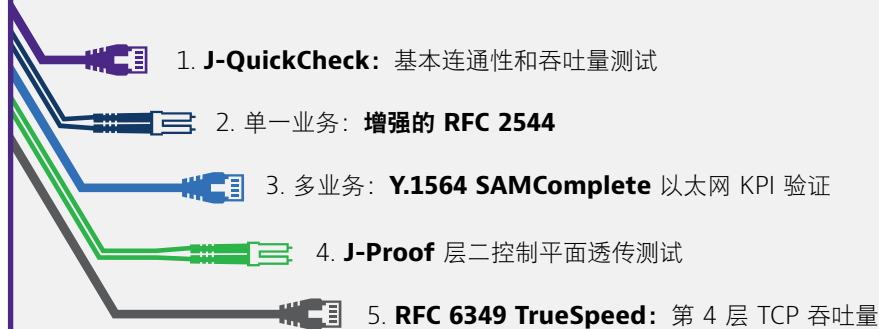 1. J-QuickCheck：基本连通性和吞吐量测试
2. 单一业务：增强的 RFC 2544
3. 多业务：Y.1564 SAMComplete 以太网 KPI 验证
4. J-Proof 层二控制平面透传测试
5. RFC 6349 TrueSpeed：第 4 层 TCP 吞吐量